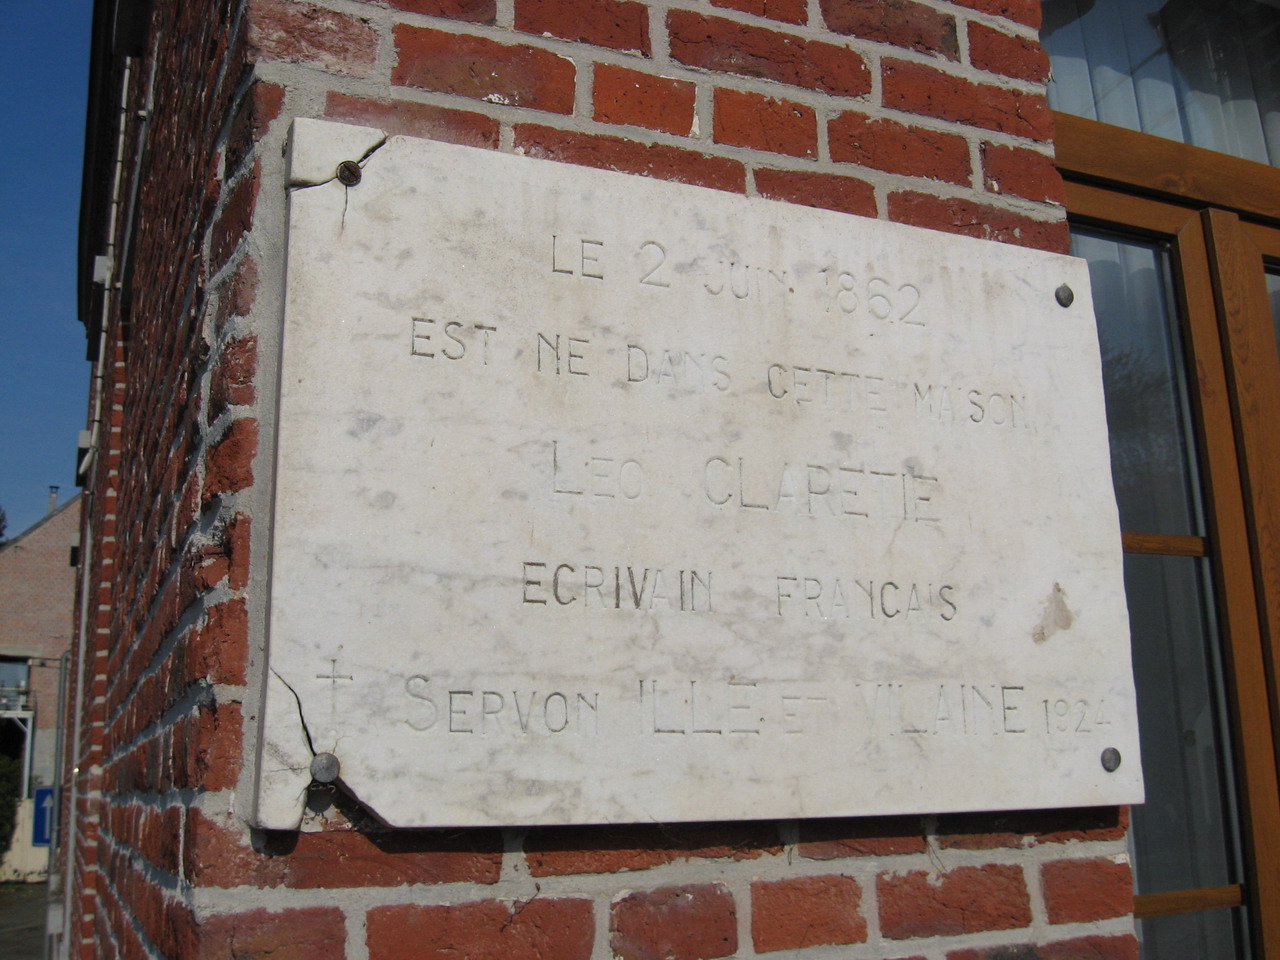 LE 2 JUIN. 1862
EST NE DANS CETTE MAISON
LEO CLARETIE
ECRIVAIN FRANCAIS
† SERVON ILLE ET VILAINE 1924